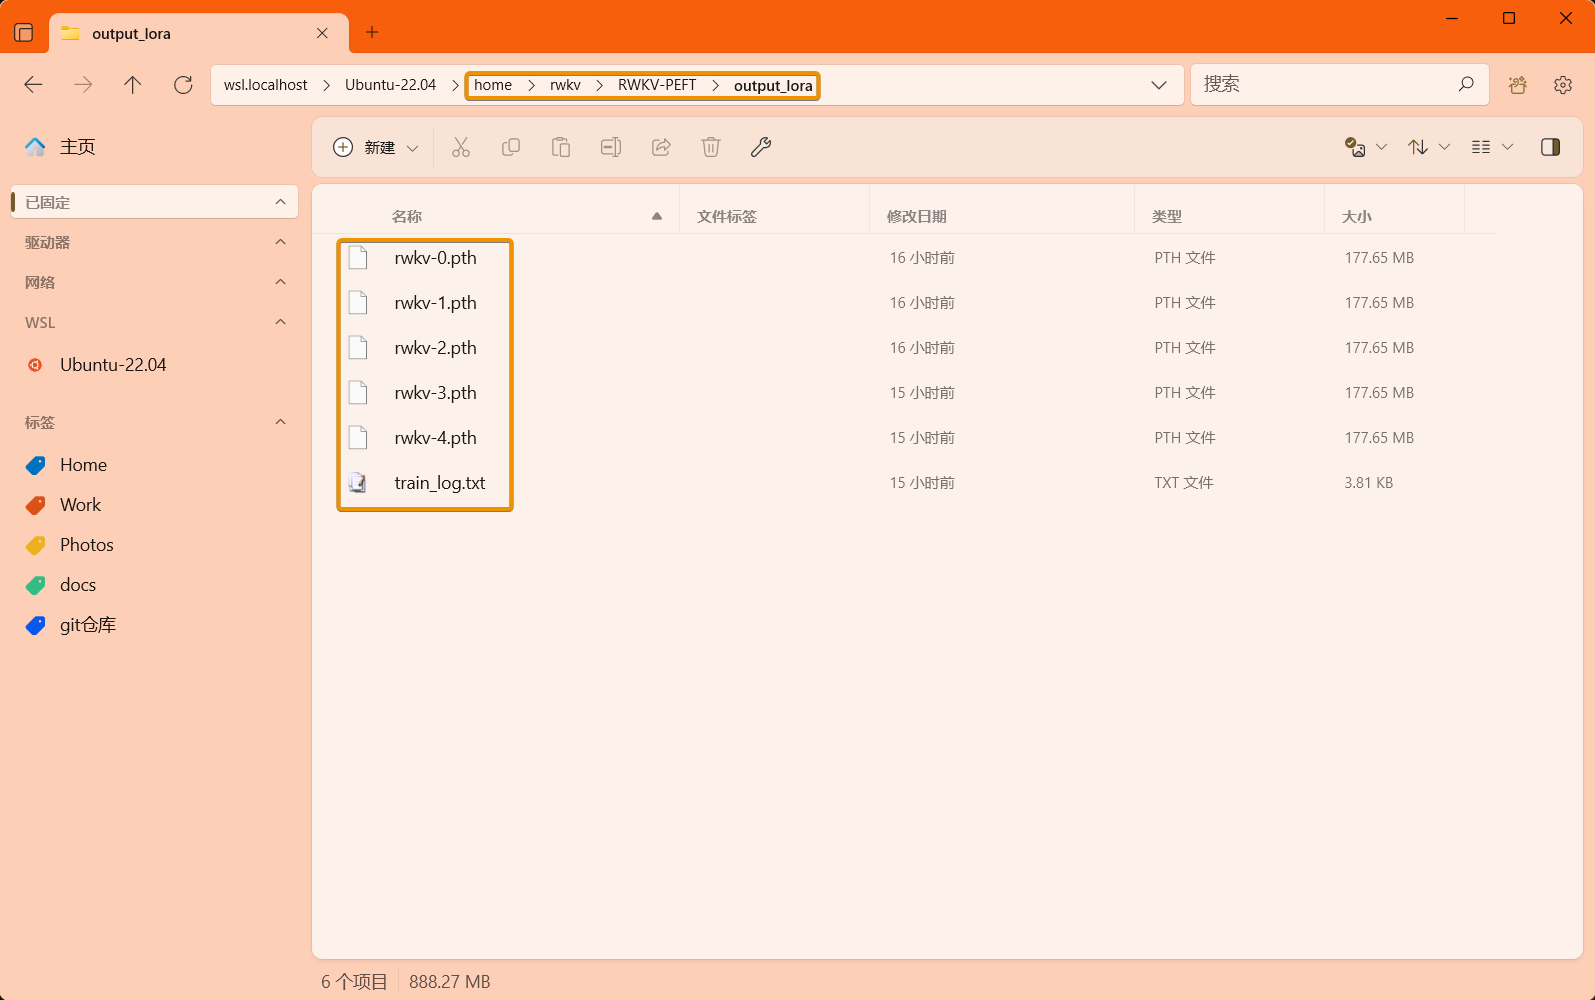 output_lora
wsl.localhost > Ubuntu-22.04 > home > rwkv > RWKV-PEFT > output_lora
搜索
主页
已固定
驱动器
网络
WSL
Ubuntu-22.04
标签
Home
Work
Photos
docs
git仓库
新建
名称 文件标签 修改日期 类型 大小
rwkv-0.pth 16 小时前 PTH 文件 177.65 MB
rwkv-1.pth 16 小时前 PTH 文件 177.65 MB
rwkv-2.pth 16 小时前 PTH 文件 177.65 MB
rwkv-3.pth 15 小时前 PTH 文件 177.65 MB
rwkv-4.pth 15 小时前 PTH 文件 177.65 MB
train_log.txt 15 小时前 TXT 文件 3.81 KB
6 个项目 888.27 MB